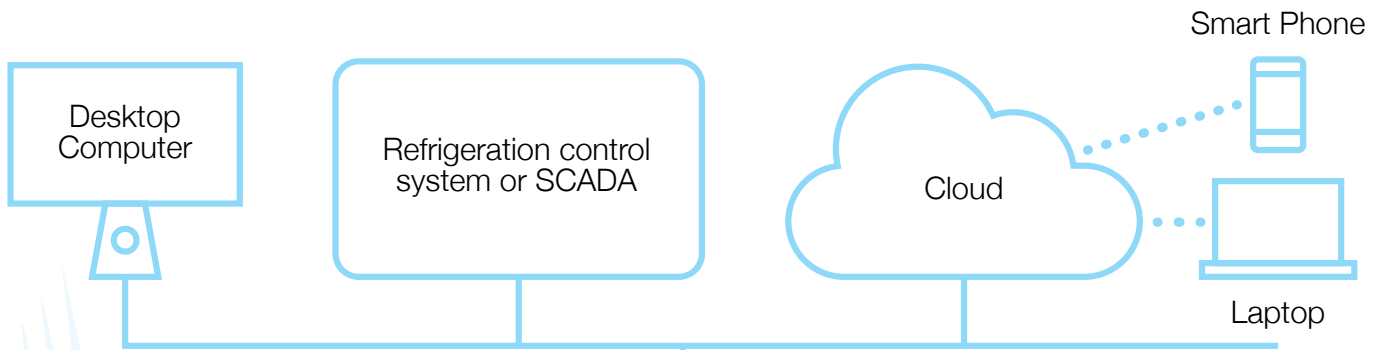 Smart Phone
Desktop
Computer
Refrigeration control
system or SCADA
Cloud
Laptop